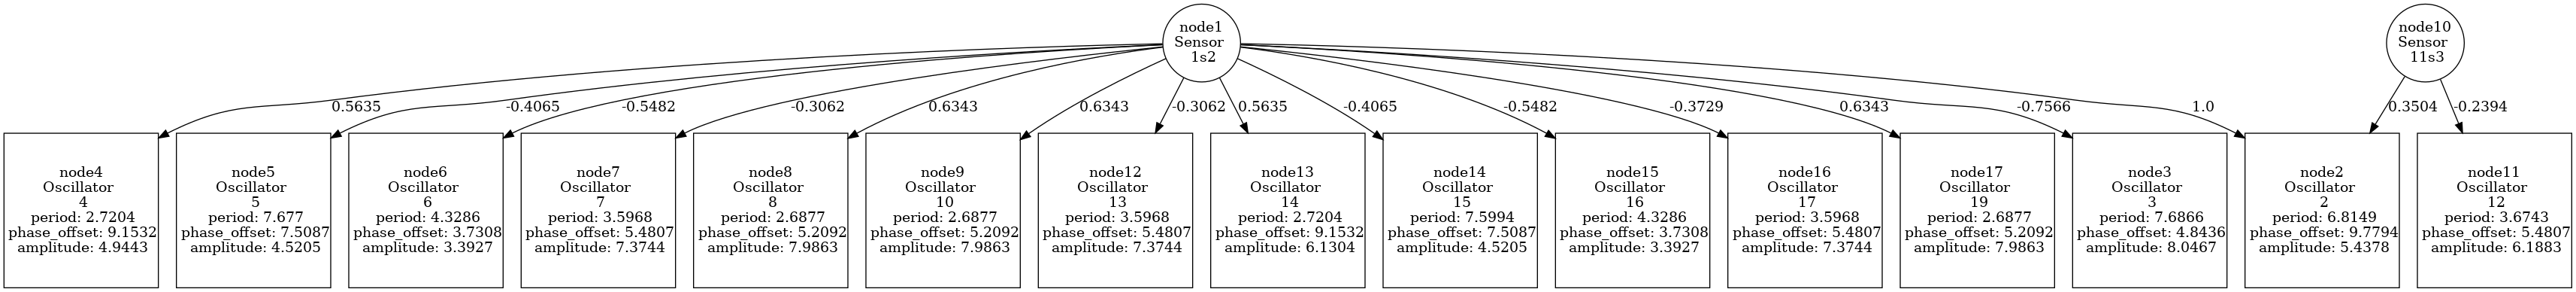 node1
Sensor
1s2
node10
Sensor
11s3
0.5635
-0.4065
-0.5482
-0.3062
0.6343
0.6343
-0.3062
0.5635
-0.4065
-0.5482
-0.3729
0.6343
-0.7566
1.0
0.3504
-0.2394
node4
Oscillator
4
period: 2.7204
phase_offset: 9.1532
amplitude: 4.9443
node5
Oscillator
5
period: 7.677
phase_offset: 7.5087
amplitude: 4.5205
node6
Oscillator
6
period: 4.3286
phase_offset: 3.7308
amplitude: 3.3927
node7
Oscillator
7
period: 3.5968
phase_offset: 5.4807
amplitude: 7.3744
node8
Oscillator
8
period: 2.6877
phase_offset: 5.2092
amplitude: 7.9863
node9
Oscillator
10
period: 2.6877
phase_offset: 5.2092
amplitude: 7.9863
node12
Oscillator
13
period: 3.5968
phase_offset: 5.4807
amplitude: 7.3744
node13
Oscillator
14
period: 2.7204
phase_offset: 9.1532
amplitude: 6.1304
node14
Oscillator
15
period: 7.5994
phase_offset: 7.5087
amplitude: 4.5205
node15
Oscillator
16
period: 4.3286
phase_offset: 3.7308
amplitude: 3.3927
node16
Oscillator
17
period: 3.5968
phase_offset: 5.4807
amplitude: 7.3744
node17
Oscillator
19
period: 2.6877
phase_offset: 5.2092
amplitude: 7.9863
node3
Oscillator
3
period: 7.6866
phase_offset: 4.8436
amplitude: 8.0467
node2
Oscillator
2
period: 6.8149
phase_offset: 9.7794
amplitude: 5.4378
node11
Oscillator
12
period: 3.6743
phase_offset: 5.4807
amplitude: 6.1883